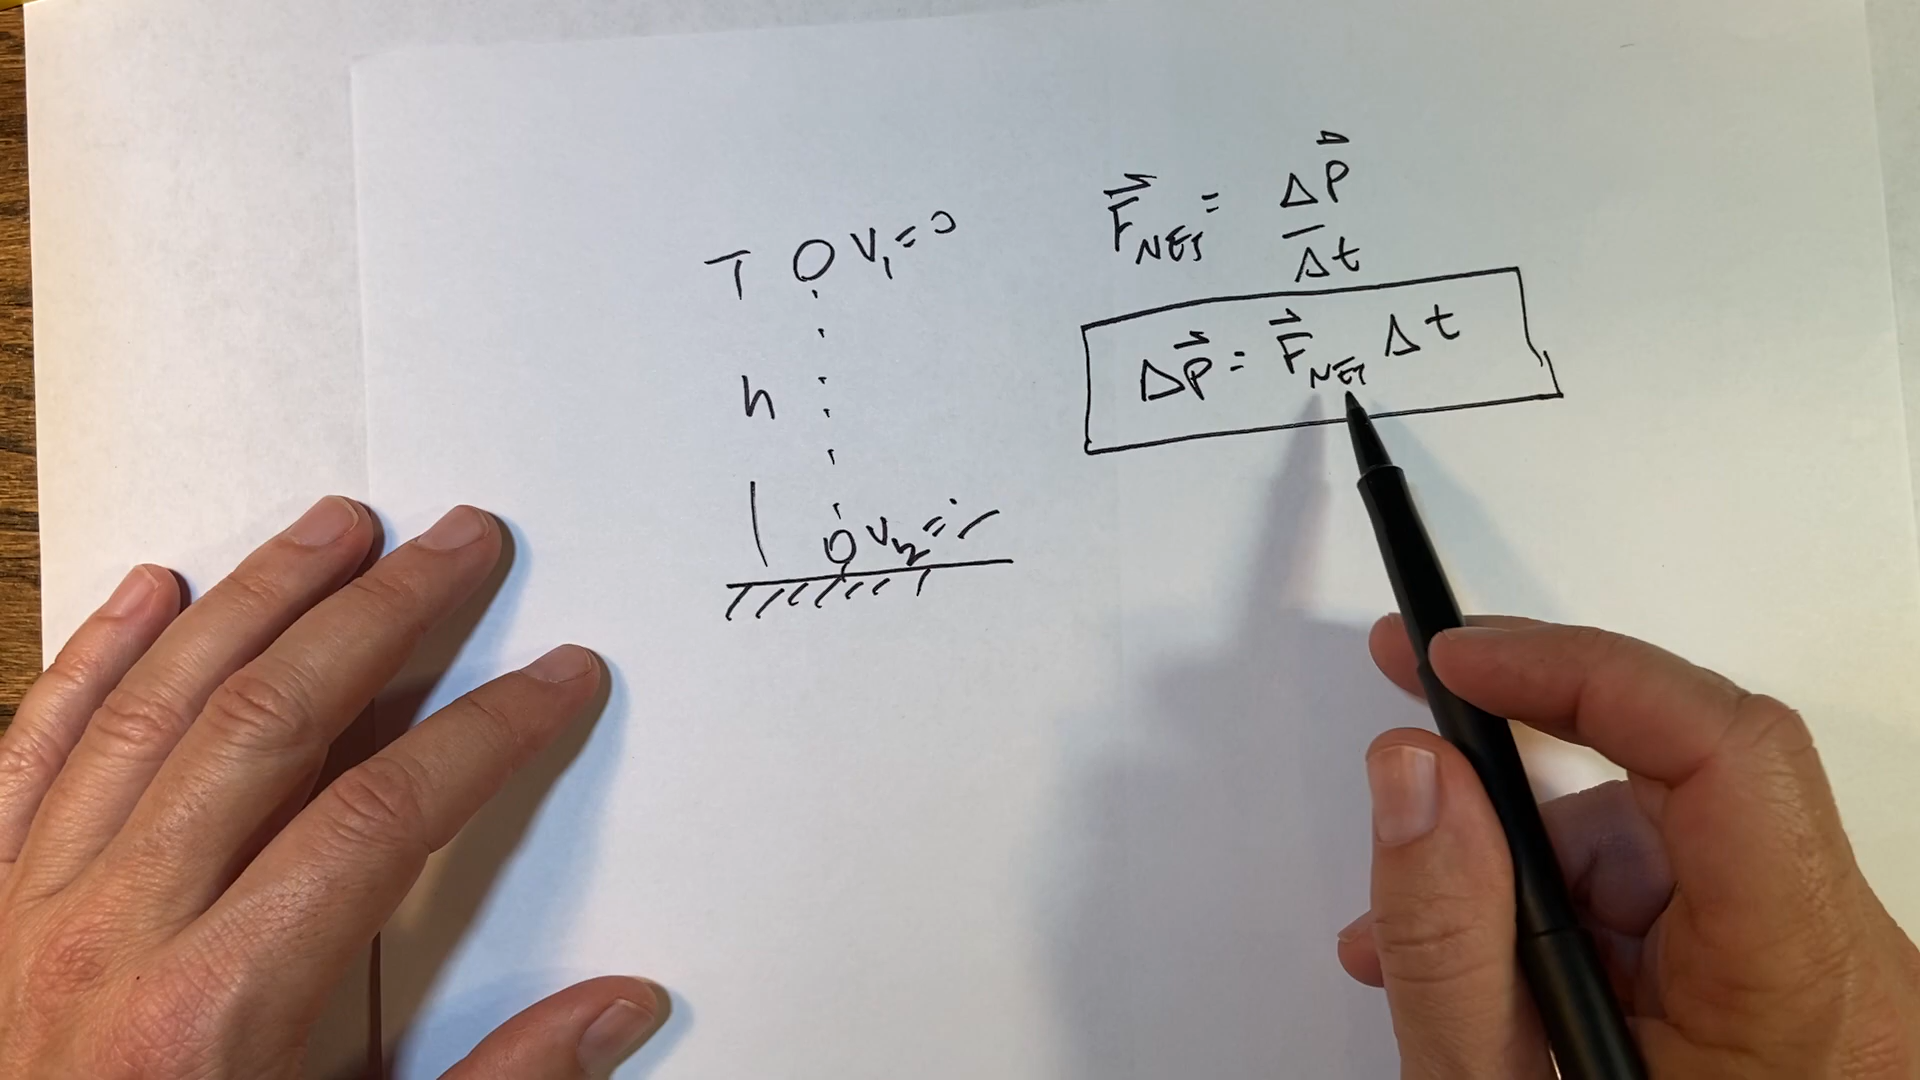 V₁ = 0
h
V₂ = ?
F⃗NET = Δp⃗ / Δt
Δp⃗ = F⃗NET Δt